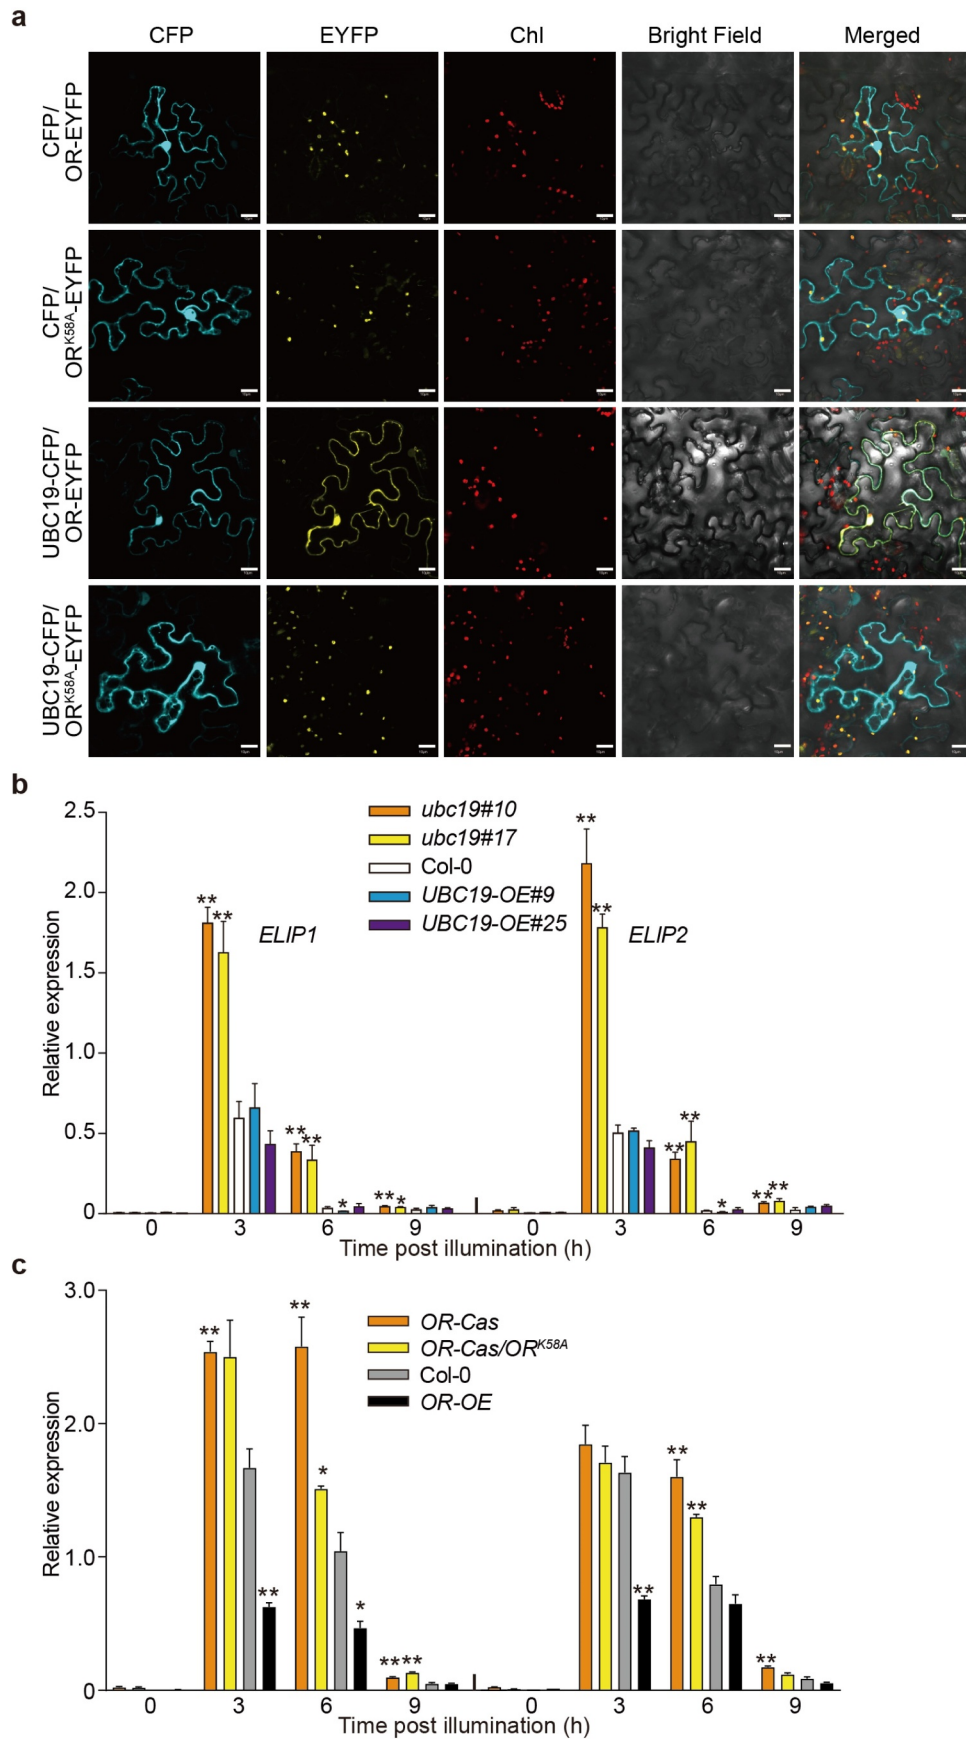 a
CFP EYFP Chl Bright Field Merged
CFP/
OR-EYFP
CFP/
ORK58A-EYFP
UBC19-CFP/
OR-EYFP
UBC19-CFP/
ORK58A-EYFP
b
Relative expression
2.5
2.0
1.5
1.0
0.5
0
ubc19#10
ubc19#17
Col-0
UBC19-OE#9
UBC19-OE#25
ELIP1 ELIP2
** ** ** ** * ** *
** ** ** ** * ** **
0 3 6 9 0 3 6 9
Time post illumination (h)
c
Relative expression
3.0
2.0
1.0
0
OR-Cas
OR-Cas/ORK58A
Col-0
OR-OE
** ** ** * * ** **
** ** ** **
0 3 6 9 0 3 6 9
Time post illumination (h)